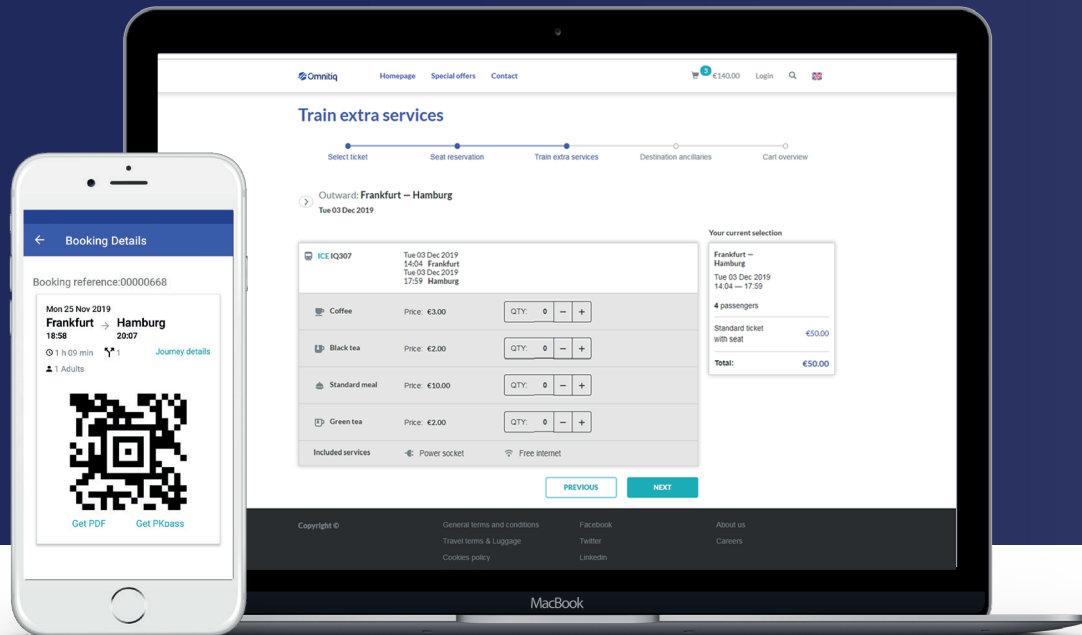 Omnitiq
Homepage Special offers Contact
3 €140.00 Login
Train extra services
Select ticket Seat reservation Train extra services Destination ancillaries Cart overview
Outward: Frankfurt — Hamburg
Tue 03 Dec 2019
ICE IQ307
Tue 03 Dec 2019
14:04 Frankfurt
Tue 03 Dec 2019
17:59 Hamburg
Coffee Price: €3.00 QTY: 0 − +
Black tea Price: €2.00 QTY: 0 − +
Standard meal Price: €10.00 QTY: 0 − +
Green tea Price: €2.00 QTY: 0 − +
Included services Power socket Free internet
PREVIOUS NEXT
Your current selection
Frankfurt —
Hamburg
Tue 03 Dec 2019
14:04 — 17:59
4 passengers
Standard ticket
with seat €50.00
Total: €50.00
Copyright © General terms and conditions Facebook About us
Travel terms & Luggage Twitter Careers
Cookies policy Linkedin
MacBook
← Booking Details
Booking reference:00000668
Mon 25 Nov 2019
Frankfurt → Hamburg
18:58 20:07
1 h 09 min 1 Journey details
1 Adults
Get PDF Get PKpass